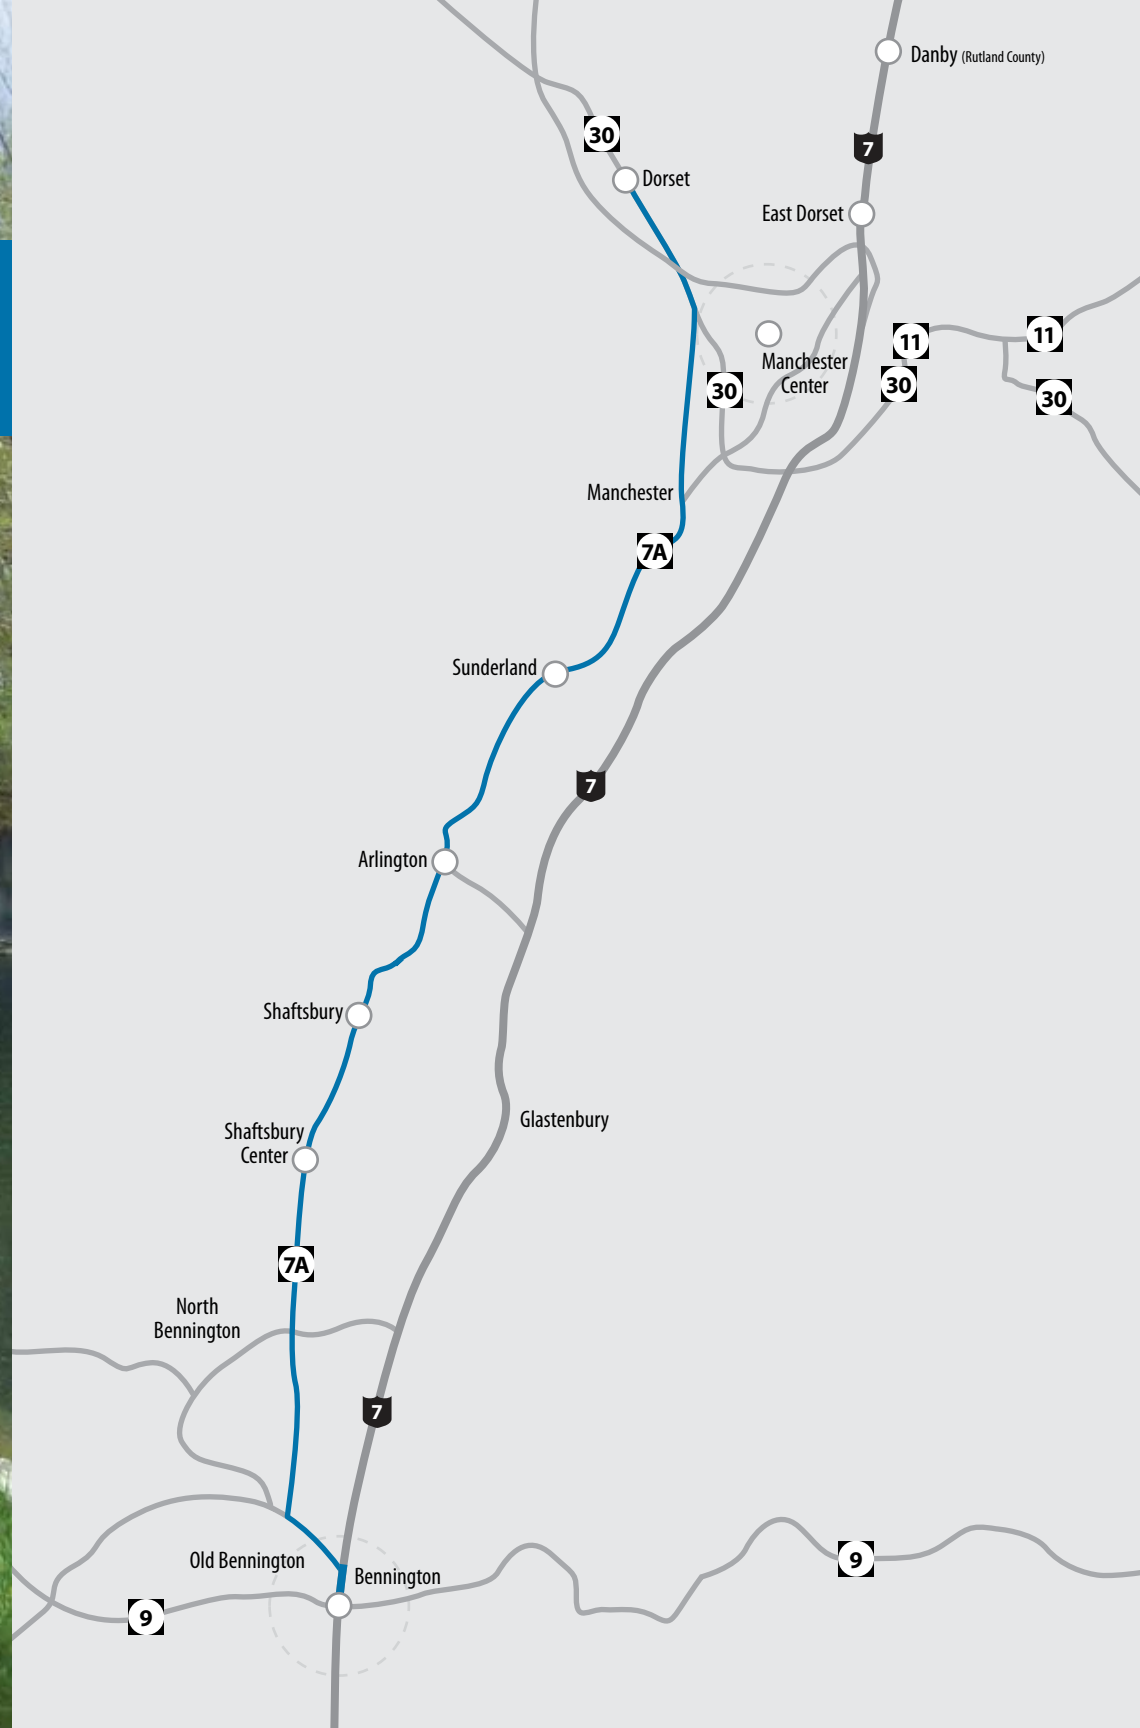 Danby (Rutland County)
30
7
Dorset
East Dorset
11
11
Manchester
Center
30
30
30
Manchester
7A
Sunderland
7
Arlington
Shaftsbury
Glastenbury
Shaftsbury
Center
7A
North
Bennington
7
Old Bennington
9
Bennington
9